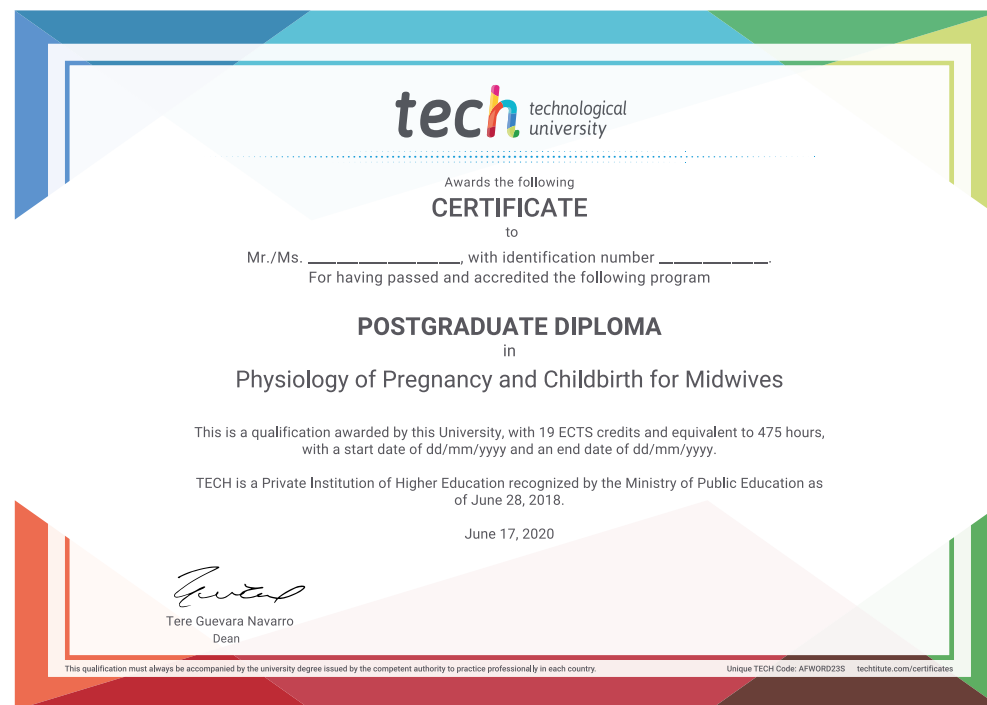 tech technological
university
Awards the following
CERTIFICATE
to
Mr./Ms. ____________________, with identification number ______________.
For having passed and accredited the following program
POSTGRADUATE DIPLOMA
in
Physiology of Pregnancy and Childbirth for Midwives
This is a qualification awarded by this University, with 19 ECTS credits and equivalent to 475 hours,
with a start date of dd/mm/yyyy and an end date of dd/mm/yyyy.
TECH is a Private Institution of Higher Education recognized by the Ministry of Public Education as
of June 28, 2018.
June 17, 2020
Tere Guevara Navarro
Dean
This qualification must always be accompanied by the university degree issued by the competent authority to practice professionally in each country.
Unique TECH Code: AFWORD23S techtitute.com/certificates